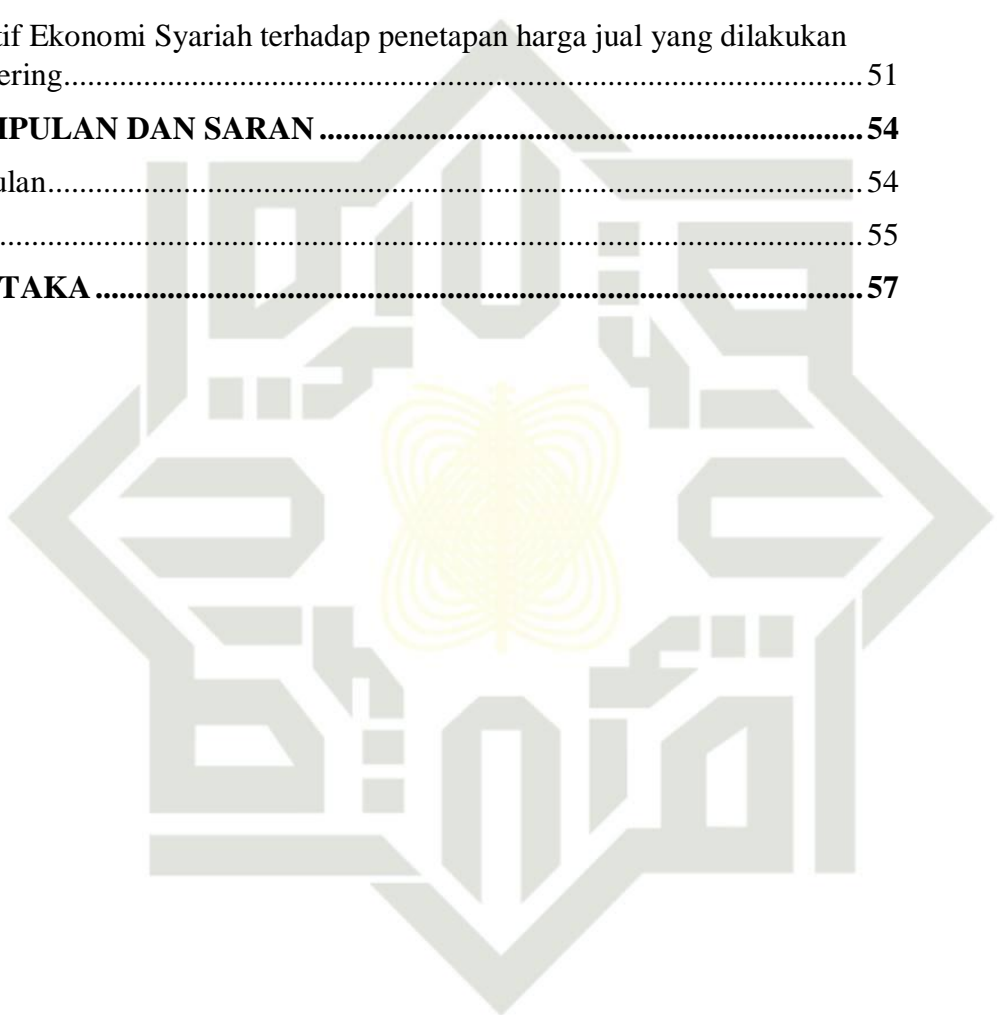 tif Ekonomi Syariah terhadap penetapan harga jual yang dilakukan
ering.......................................................................................................... 51
IPULAN DAN SARAN ...................................................................... 54
ulan.......................................................................................................... 54
................................................................................................................ 55
TAKA .................................................................................................... 57